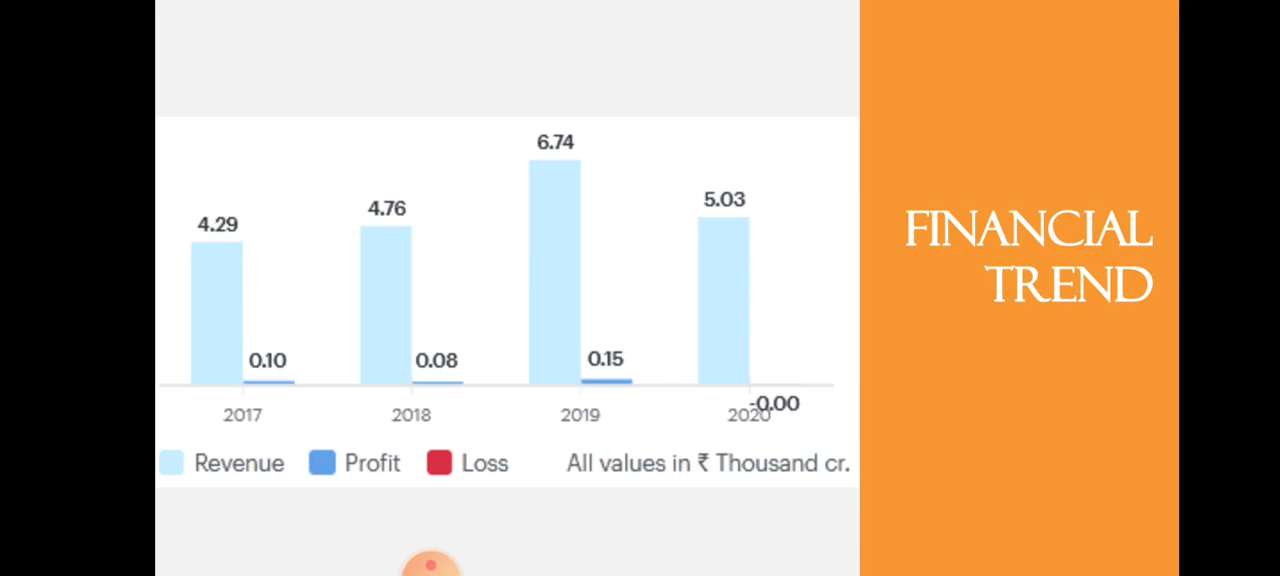 6.74
5.03
4.76
4.29
0.10
0.08
0.15
-0.00
2017
2018
2019
2020
Revenue
Profit
Loss
All values in ₹ Thousand cr.
FINANCIAL
TREND